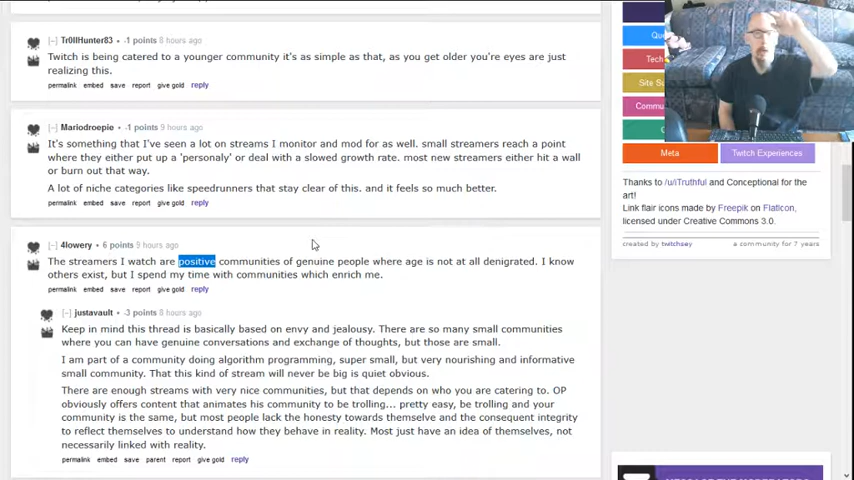 [–] Tr0llHunter83 • -1 points 8 hours ago
Twitch is being catered to a younger community it's as simple as that, as you get older you're eyes are just
realizing this.
permalink embed save report give gold reply
[–] Mariodroepie • -1 points 9 hours ago
It's something that I've seen a lot on streams I monitor and mod for as well. small streamers reach a point
where they either put up a 'personaly' or deal with a slowed growth rate. most new streamers either hit a wall
or burn out that way.
A lot of niche categories like speedrunners that stay clear of this. and it feels so much better.
permalink embed save report give gold reply
[–] 4lowery • 6 points 9 hours ago
The streamers I watch are positive communities of genuine people where age is not at all denigrated. I know
others exist, but I spend my time with communities which enrich me.
permalink embed save report give gold reply
[–] justavault • -3 points 8 hours ago
Keep in mind this thread is basically based on envy and jealousy. There are so many small communities
where you can have genuine conversations and exchange of thoughts, but those are small.
I am part of a community doing algorithm programming, super small, but very nourishing and informative
small community. That this kind of stream will never be big is quiet obvious.
There are enough streams with very nice communities, but that depends on who you are catering to. OP
obviously offers content that animates his community to be trolling... pretty easy, be trolling and your
community is the same, but most people lack the honesty towards themselve and the consequent integrity
to reflect themselves to understand how they behave in reality. Most just have an idea of themselves, not
necessarily linked with reality.
permalink embed save parent report give gold reply
Tech
Site S
Comm
Meta
Twitch Experiences
Thanks to /u/iTruthful and Conceptional for the
art!
Link flair icons made by Freepik on FlatIcon,
licensed under Creative Commons 3.0.
created by twitchsey
a community for 7 years